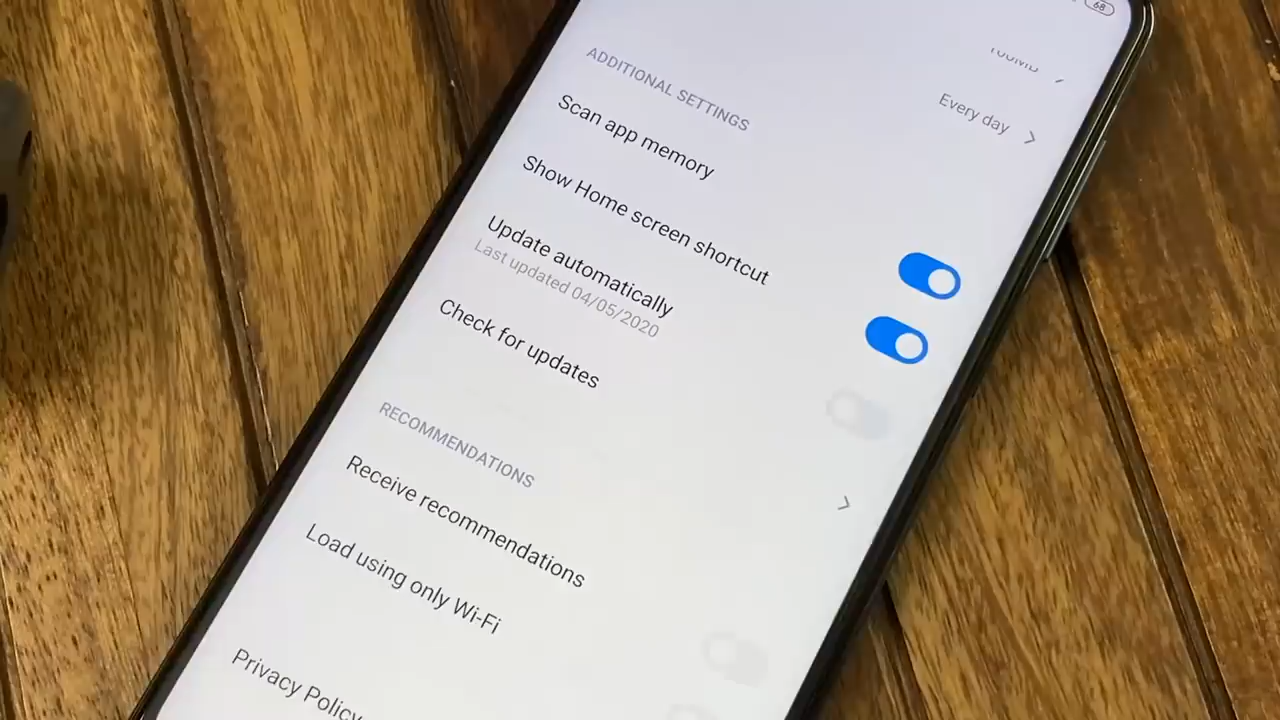 68
Every day
ADDITIONAL SETTINGS
Scan app memory
Show Home screen shortcut
Update automatically
Last updated 04/05/2020
Check for updates
RECOMMENDATIONS
Receive recommendations
Load using only Wi-Fi
Privacy Policy